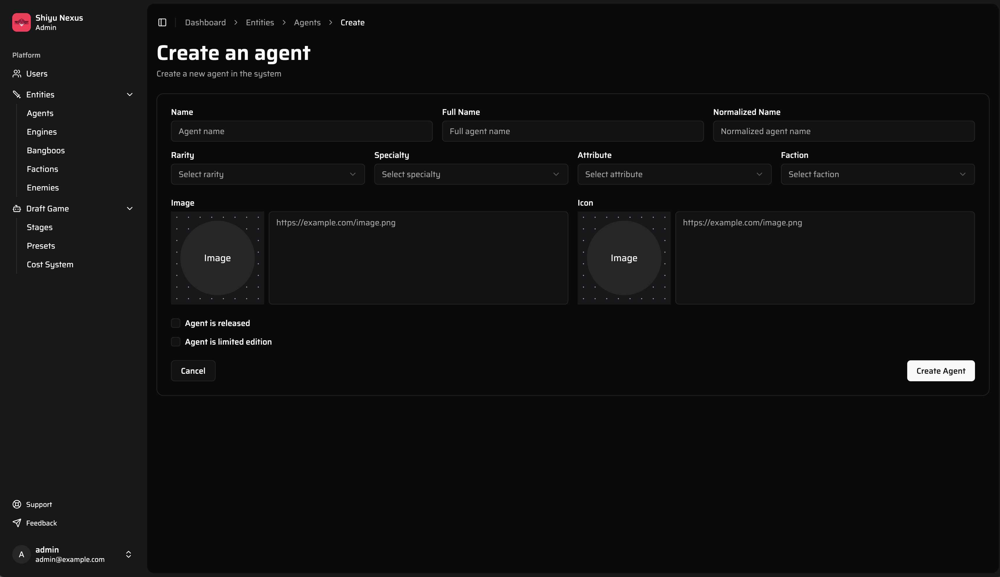 Shiyu Nexus
Admin
Platform
Users
Entities
Agents
Engines
Bangboos
Factions
Enemies
Draft Game
Stages
Presets
Cost System
Support
Feedback
A
admin
admin@example.com
Dashboard > Entities > Agents > Create
Create an agent
Create a new agent in the system
Name Full Name Normalized Name
Agent name Full agent name Normalized agent name
Rarity Specialty Attribute Faction
Select rarity Select specialty Select attribute Select faction
Image Icon
https://example.com/image.png https://example.com/image.png
Image Image
Agent is released
Agent is limited edition
Cancel Create Agent